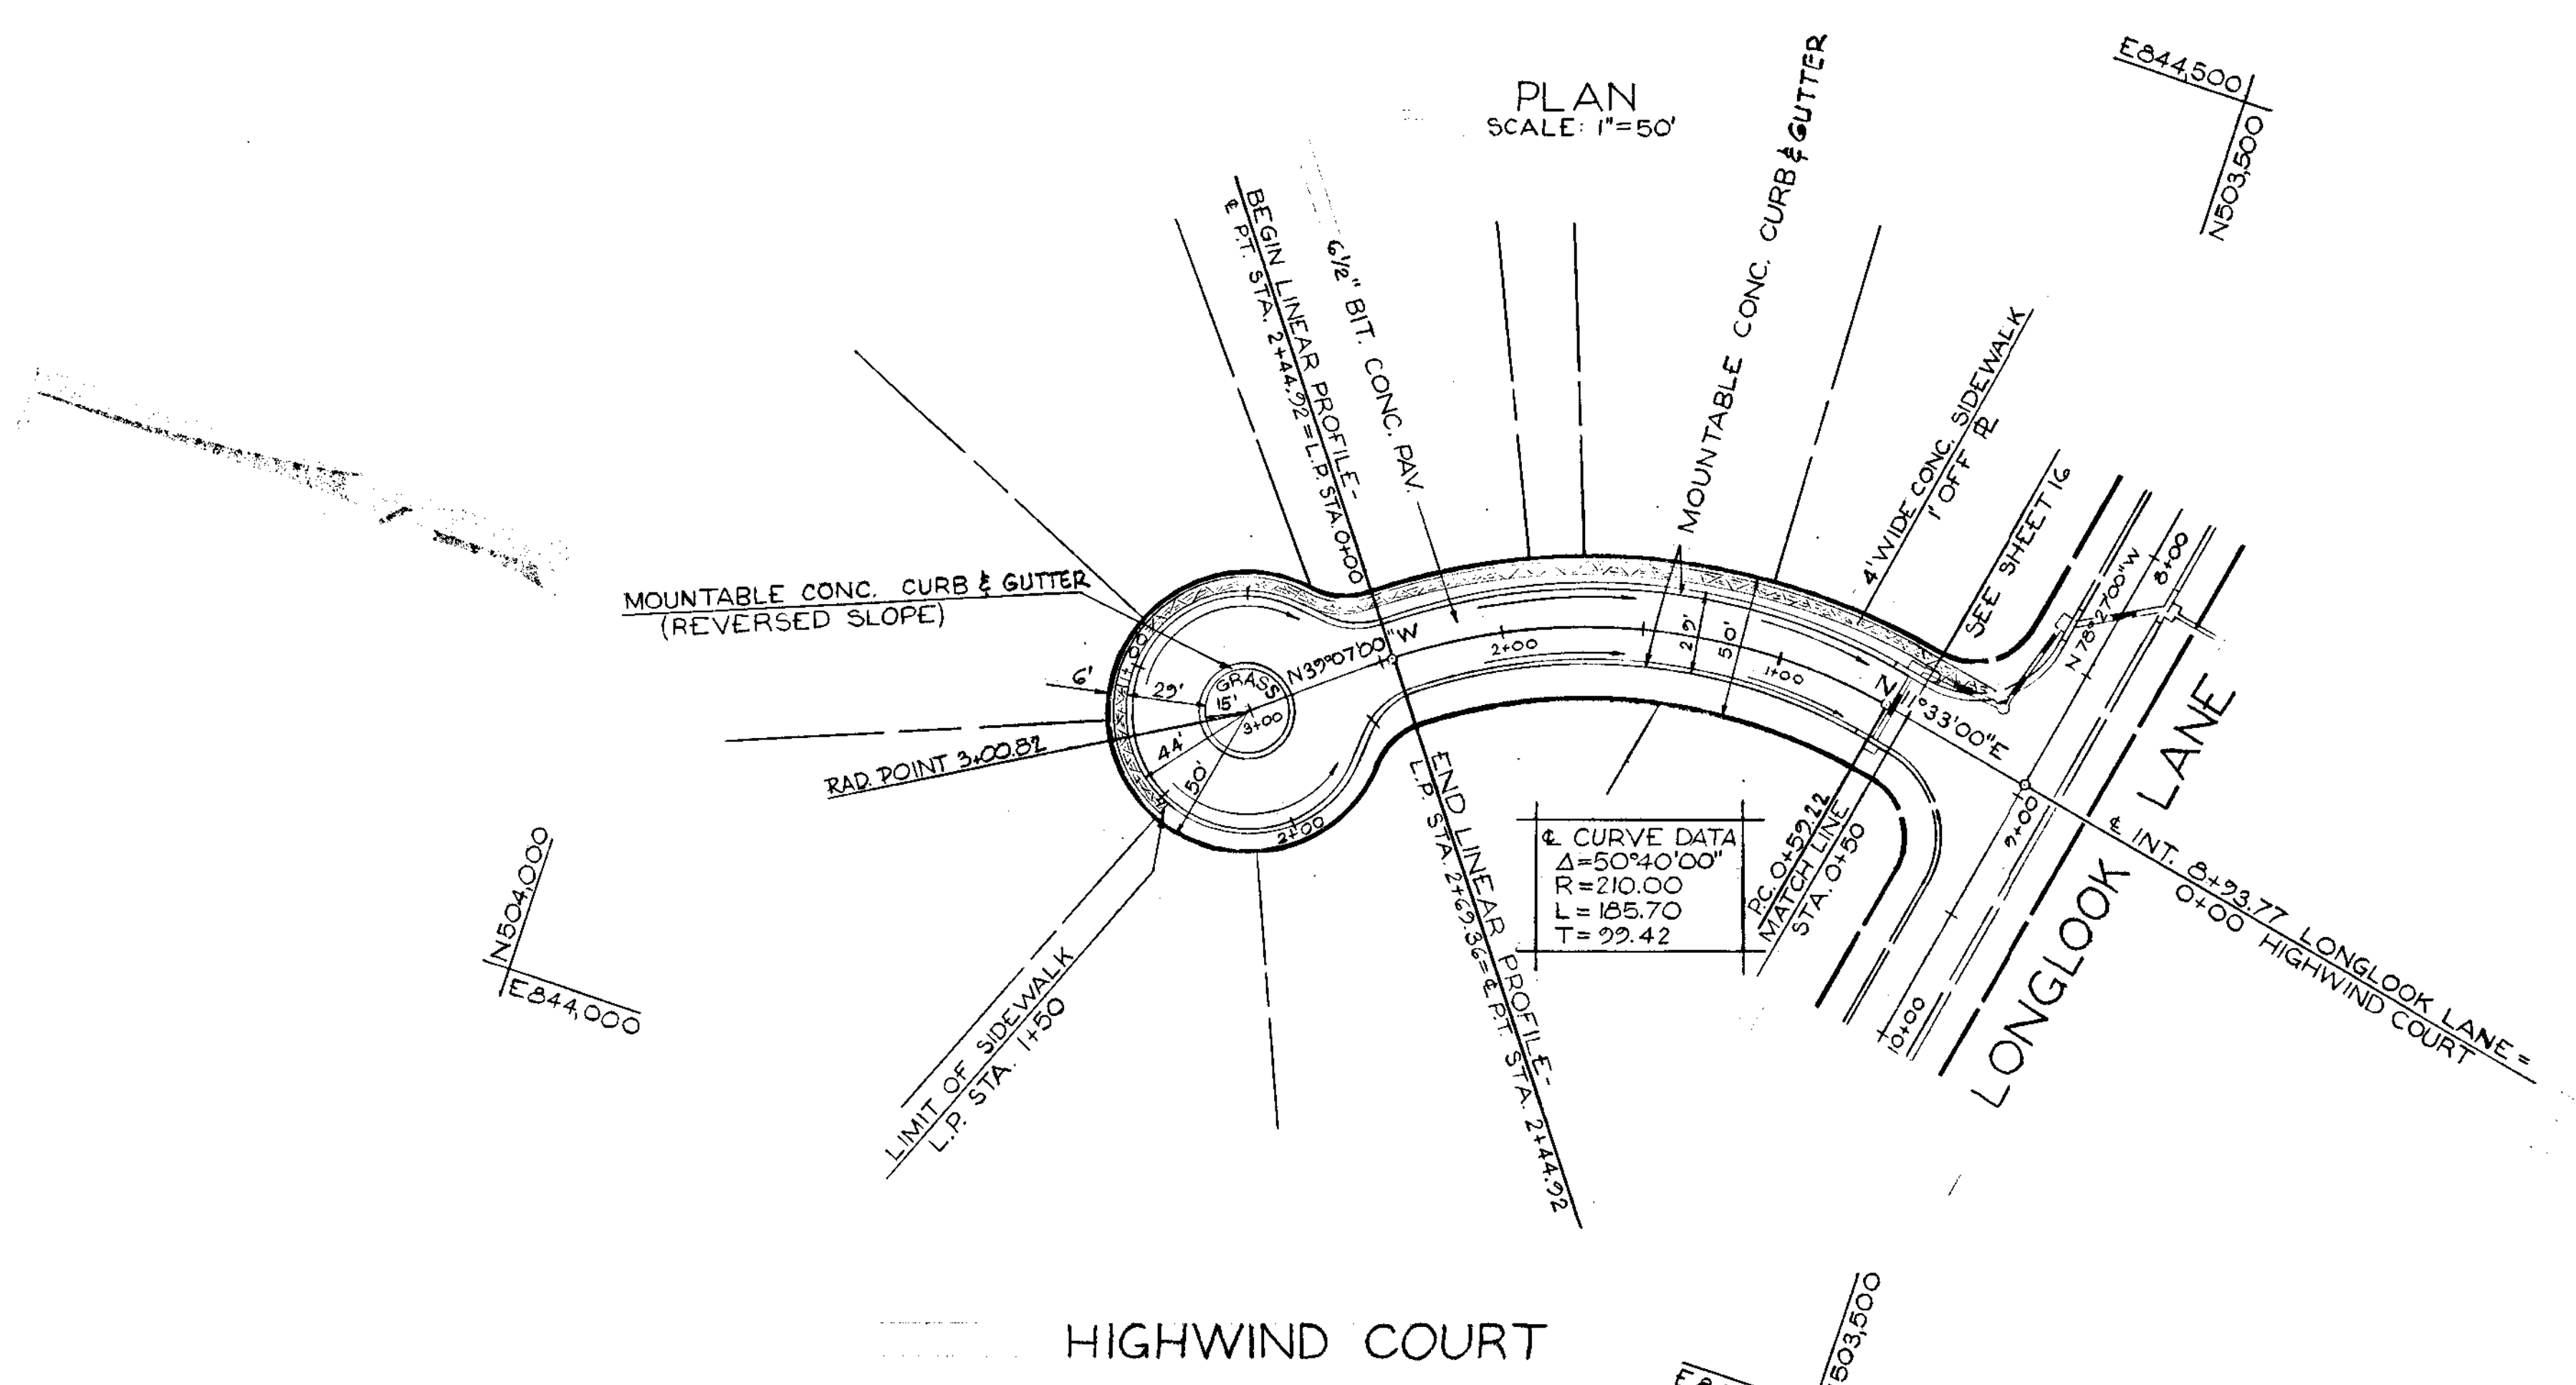 PLAN
SCALE: 1"=50'
E844,500
N503,500
BEGIN LINEAR PROFILE-
℄ P.T. STA. 2+44.92 = L.P. STA. 0+00
6 1/2" BIT. CONC. PAV.
MOUNTABLE CONC. CURB & GUTTER
4' WIDE CONC. SIDEWALK
1' OFF ℄
SEE SHEET 16
MOUNTABLE CONC. CURB & GUTTER
(REVERSED SLOPE)
N39°07'00"W
2+00
29'
50'
1+00
N 11°33'00"E
N78°27'00"W
8+00
6'
29'
GRASS
15'
3+00
1+00
44'
50'
2+00
RAD. POINT 3+00.82
LONGLOOK LANE
9+00
10+00
℄ INT. 8+93.77 LONGLOOK LANE =
0+00 HIGHWIND COURT
℄ CURVE DATA
Δ=50°40'00"
R=210.00
L=185.70
T=99.42
P.C. 0+59.22
MATCH LINE
STA. 0+50
END LINEAR PROFILE-
L.P. STA. 2+69.36 = ℄ P.T. STA. 2+44.92
LIMIT OF SIDEWALK
L.P. STA. 1+50
N504,000
E844,000
HIGHWIND COURT
503,500